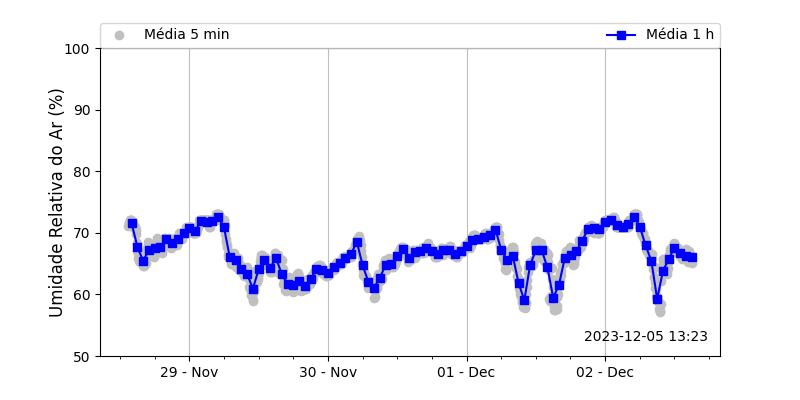 Média 5 min
Média 1 h
Umidade Relativa do Ar (%)
100
90
80
70
60
50
2023-12-05 13:23
29 - Nov
30 - Nov
01 - Dec
02 - Dec